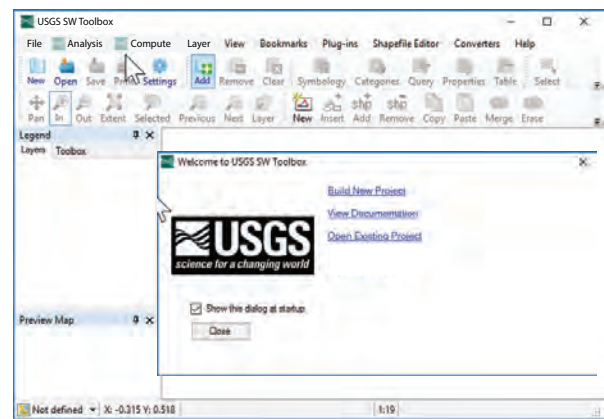 USGS SW Toolbox
File Analysis Compute Layer View Bookmarks Plug-ins Shapefile Editor Converters Help
New Open Save Print Settings Add Remove Clear Symbology Categories Query Properties Table Select
Pan In Out Extent Selected Previous Next Layer New Insert Add Remove Copy Paste Merge Erase
shp shp
Legend
Layers Toolbox
Welcome to USGS SW Toolbox
Build New Project
View Documentation
Open Existing Project
USGS
science for a changing world
Show this dialog at startup
Close
Preview Map
Not defined X: -0.315 Y: 0.518 1:19